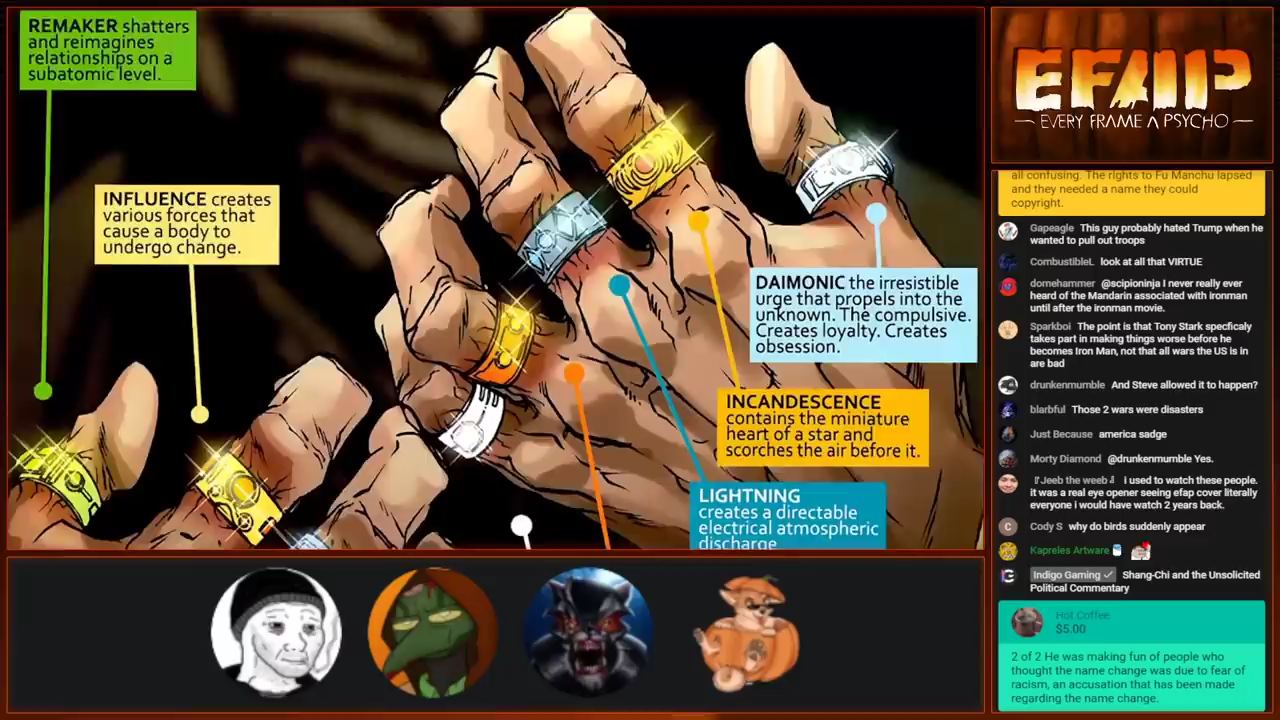 REMAKER shatters
and reimagines
relationships on a
subatomic level.
INFLUENCE creates
various forces that
cause a body to
undergo change.
DAIMONIC the irresistible
urge that propels into the
unknown. The compulsive.
Creates loyalty. Creates
obsession.
INCANDESCENCE
contains the miniature
heart of a star and
scorches the air before it.
LIGHTNING
creates a directable
electrical atmospheric
discharge
EFAP
EVERY FRAME A PSYCHO
all confusing. The rights to Fu Manchu lapsed
and they needed a name they could
copyright.
Gapeagle This guy probably hated Trump when he
wanted to pull out troops
CombustibleL look at all that VIRTUE
domehammer @scipioninja I never really ever
heard of the Mandarin associated with ironman
until after the ironman movie.
Sparkboi The point is that Tony Stark specficaly
takes part in making things worse before he
becomes Iron Man, not that all wars the US is in
are bad
drunkenmumble And Steve allowed it to happen?
blarbful Those 2 wars were disasters
Just Because america sadge
Morty Diamond @drunkenmumble Yes.
Jeeb the weeb I used to watch these people.
it was a real eye opener seeing efap cover literally
everyone i would have watch 2 years back.
C Cody S why do birds suddenly appear
Kapreles Artware
Indigo Gaming ✓ Shang-Chi and the Unsolicited
Political Commentary
Hot Coffee
$5.00
2 of 2 He was making fun of people who
thought the name change was due to fear of
racism, an accusation that has been made
regarding the name change.